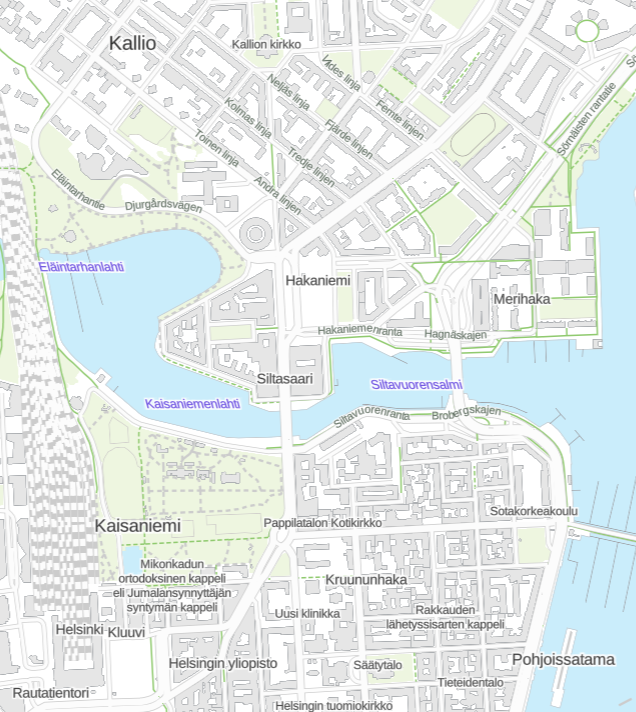 Kallio
Kallion kirkko
Viides linja
Neljäs linja
Femte linjen
Kolmas linja
Fjärde linjen
Toinen linja
Tredje linjen
Andra linjen
Sörnäisten rantatie
Eläintarhantie
Djurgårdsvägen
Eläintarhanlahti
Hakaniemi
Merihaka
Hakaniemenranta
Hagnäskajen
Siltasaari
Siltavuorensalmi
Kaisaniemenlahti
Siltavuorenranta
Brobergskajen
Sotakorkeakoulu
Kaisaniemi
Pappilatalon Kotikirkko
Mikonkadun
ortodoksinen kappeli
eli Jumalansynnyttäjän
syntymän kappeli
Kruununhaka
Uusi klinikka
Rakkauden
lähetyssisarten kappeli
Helsinki
Kluuvi
Helsingin yliopisto
Säätytalo
Pohjoissatama
Tieteidentalo
Rautatientori
Helsingin tuomiokirkko